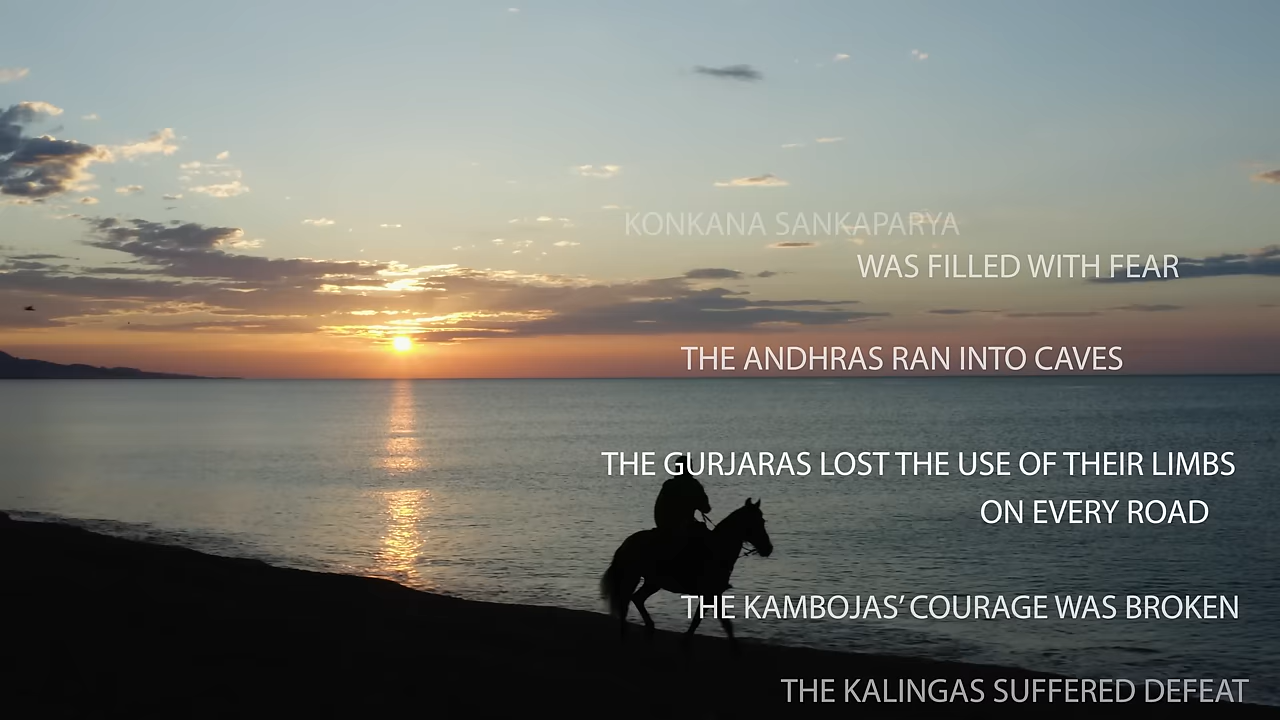 KONKANA SANKAPARYA
WAS FILLED WITH FEAR
THE ANDHRAS RAN INTO CAVES
THE GURJARAS LOST THE USE OF THEIR LIMBS
ON EVERY ROAD
THE KAMBOJAS’ COURAGE WAS BROKEN
THE KALINGAS SUFFERED DEFEAT